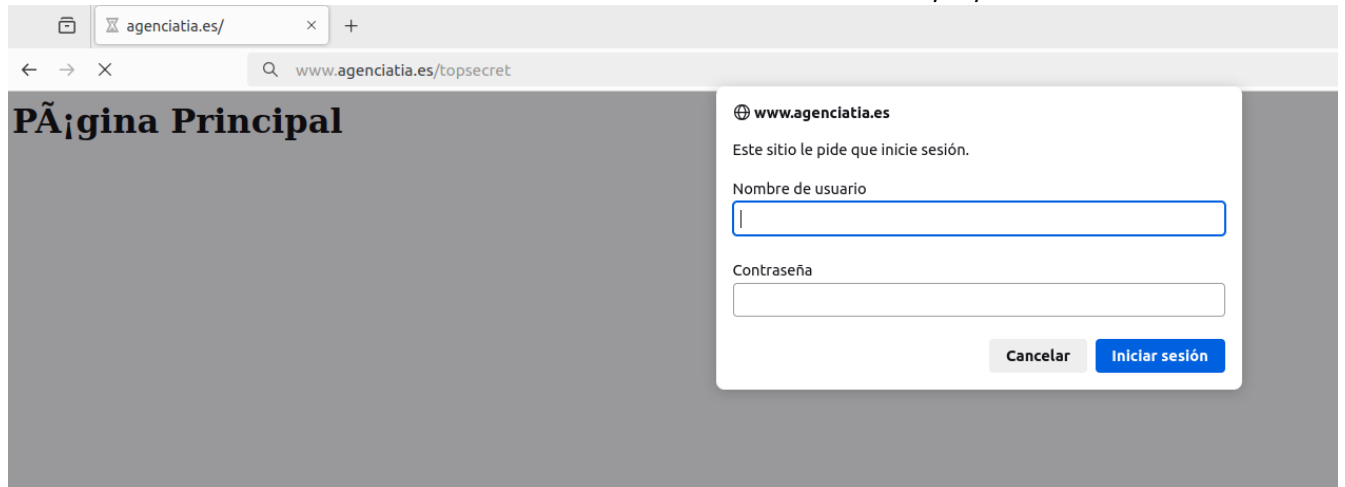 agenciatia.es/
www.agenciatia.es/topsecret
PÃ¡gina Principal
www.agenciatia.es
Este sitio le pide que inicie sesión.
Nombre de usuario
Contraseña
Cancelar
Iniciar sesión